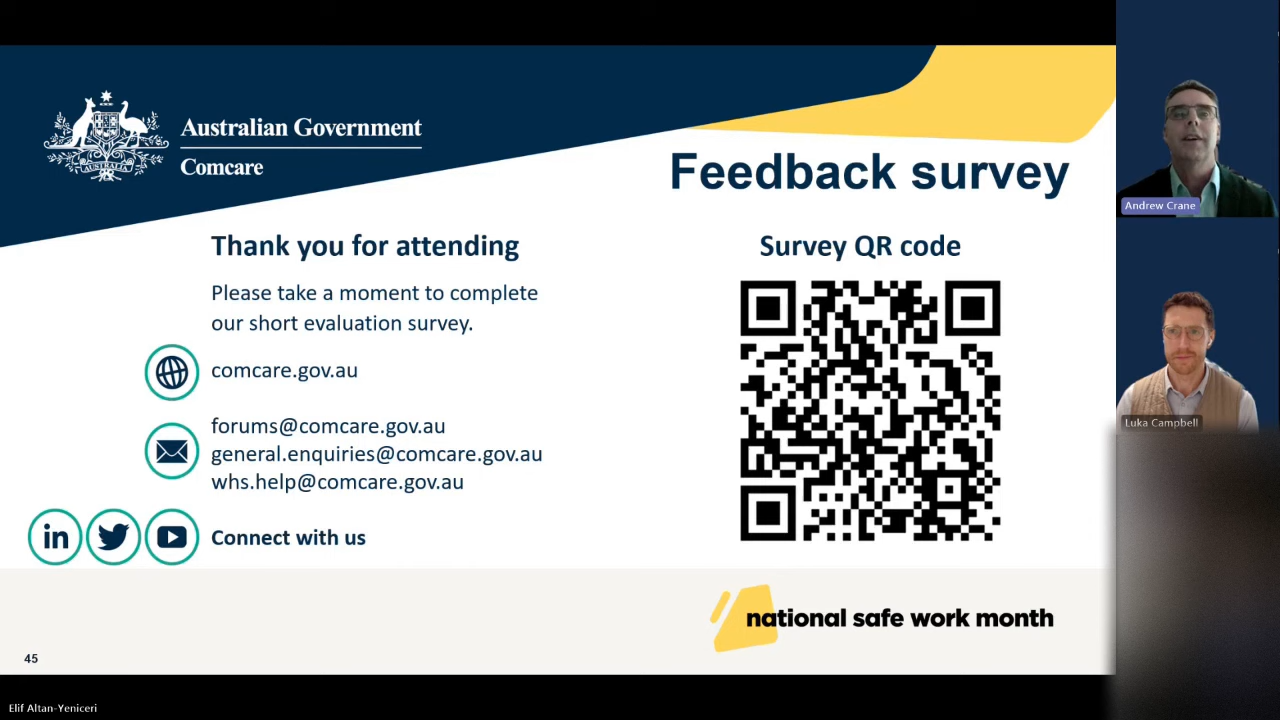 Australian Government
Comcare
Feedback survey
Thank you for attending
Please take a moment to complete
our short evaluation survey.
comcare.gov.au
forums@comcare.gov.au
general.enquiries@comcare.gov.au
whs.help@comcare.gov.au
in
Connect with us
Survey QR code
national safe work month
45
Andrew Crane
Luka Campbell
Elif Altan-Yeniceri